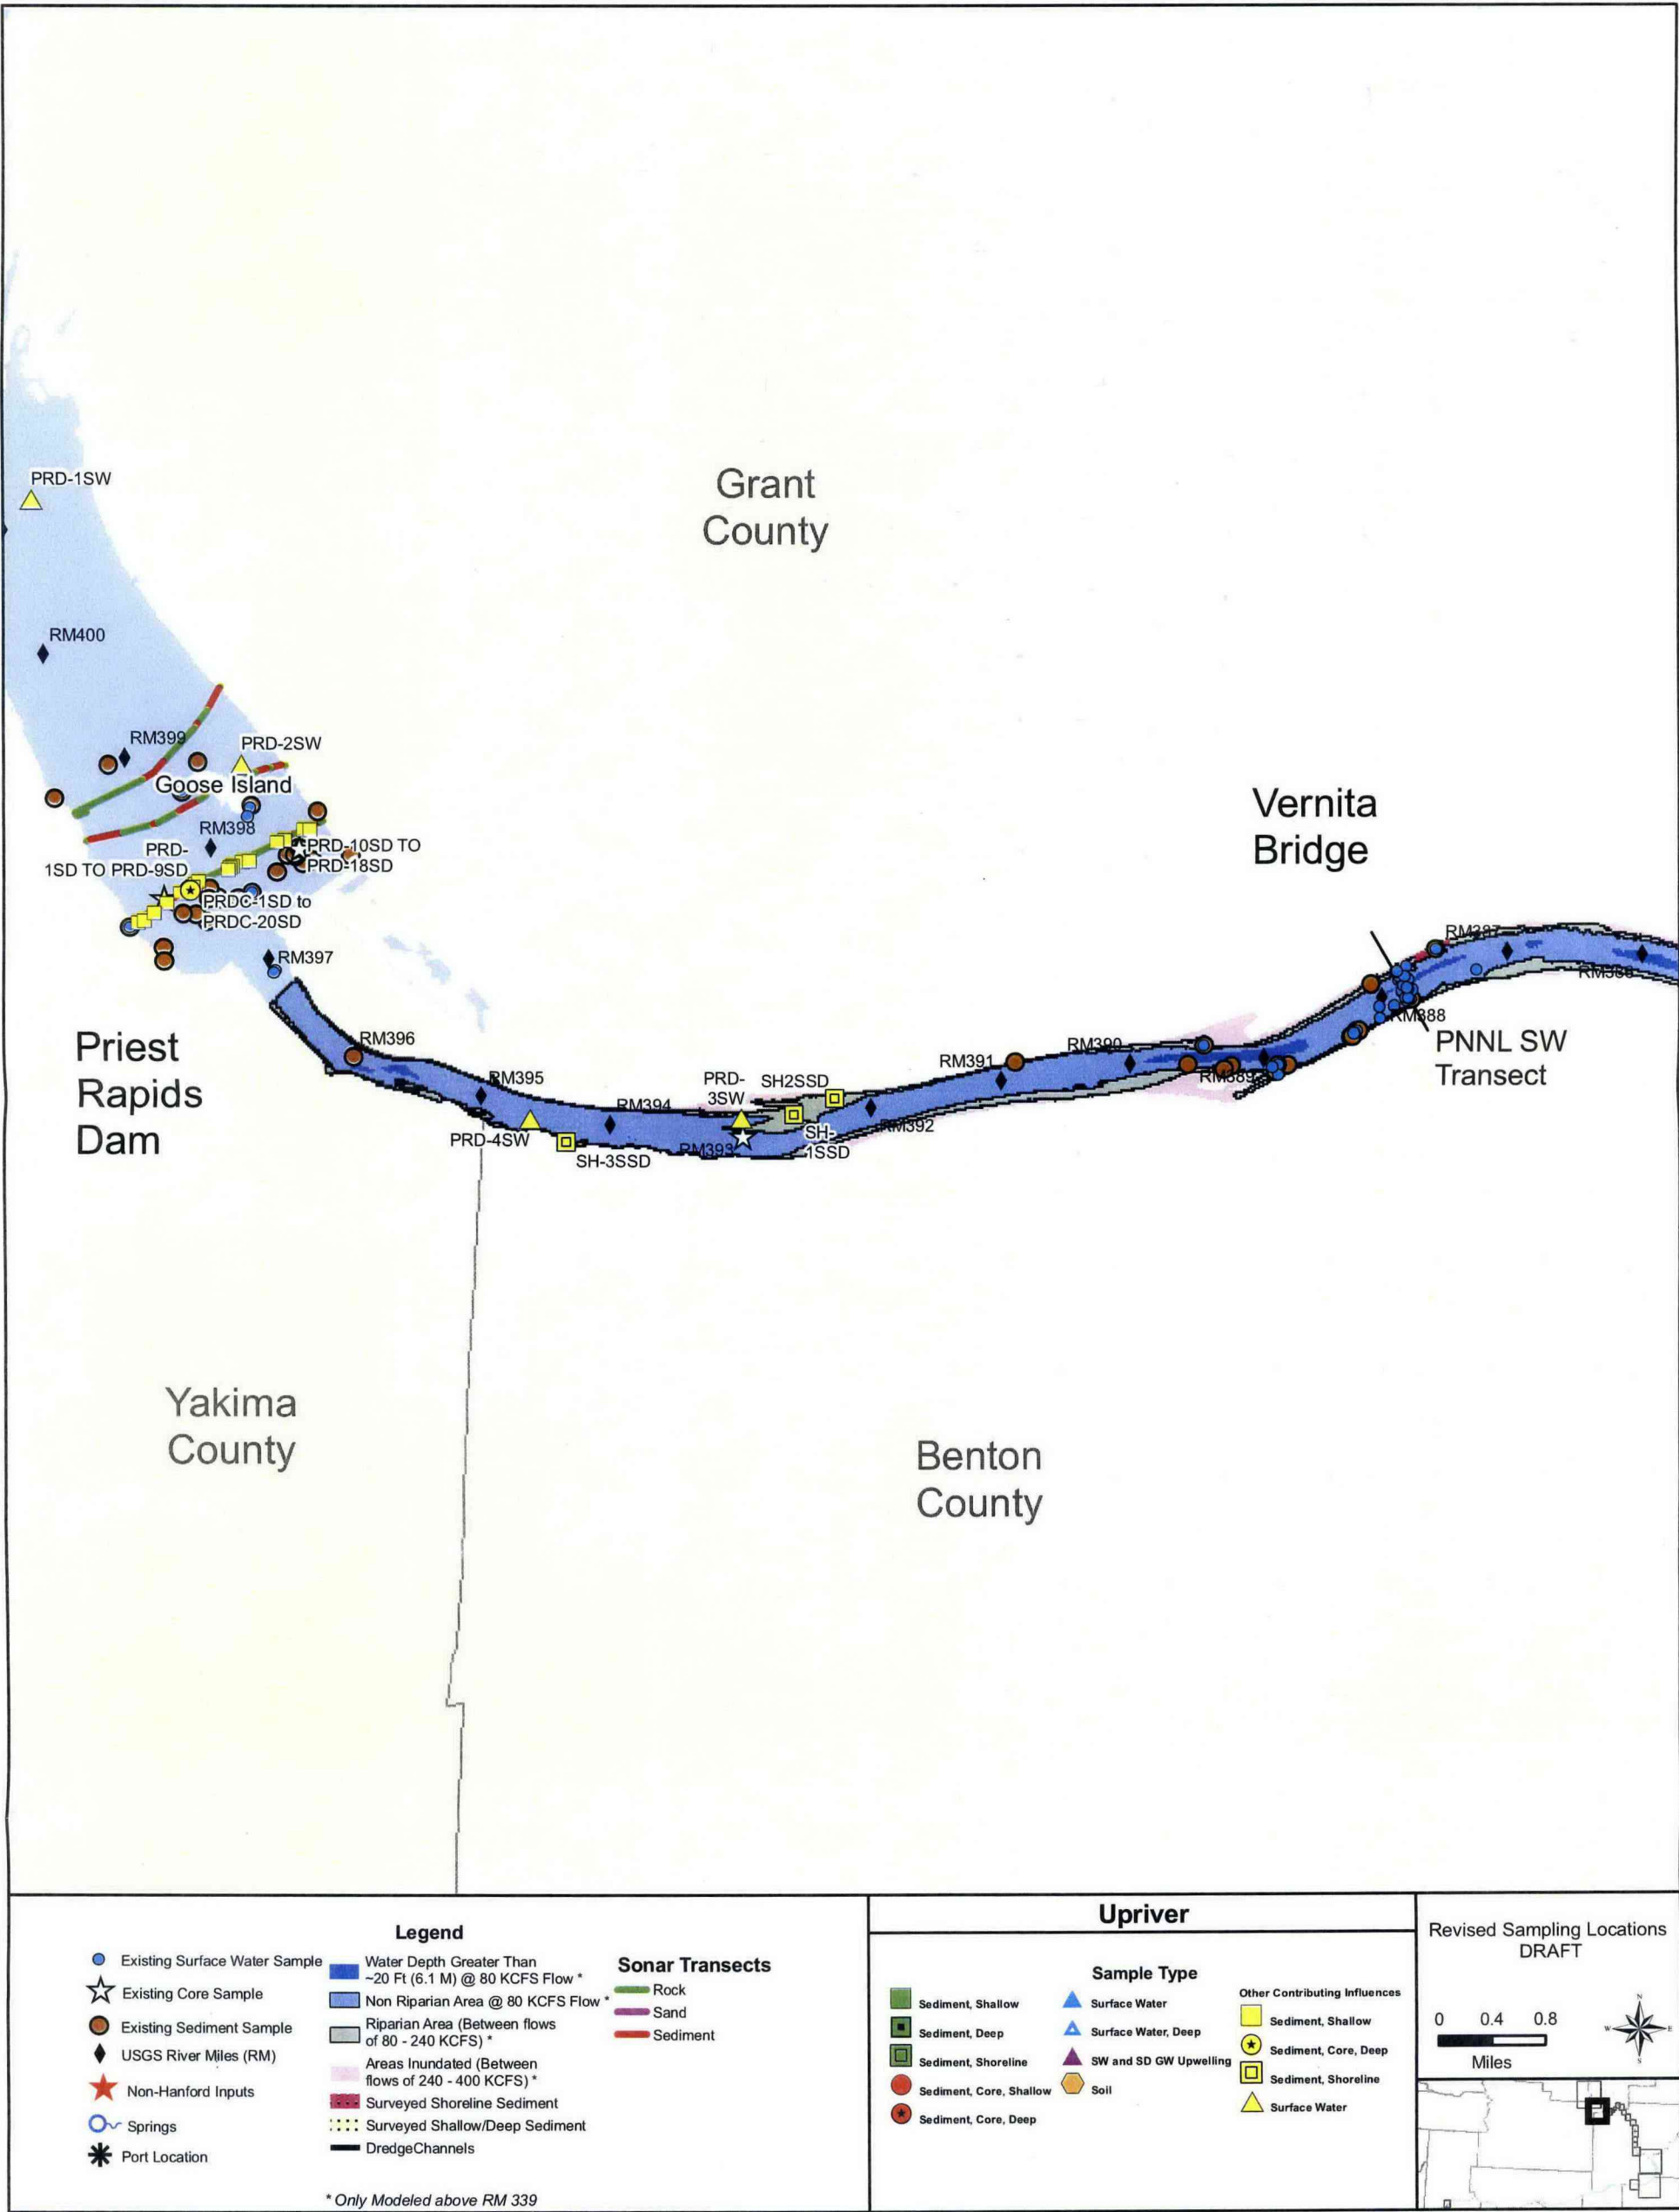 PRD-1SW
Grant
County
RM400
RM399
PRD-2SW
Goose Island
RM398
PRD-
1SD TO PRD-9SD
PRD-10SD TO
PRD-18SD
PRDC-1SD to
PRDC-20SD
RM397
Vernita
Bridge
RM387
RM386
RM388
PNNL SW
Transect
Priest
Rapids
Dam
RM396
RM395
RM394
PRD-
3SW
SH2SSD
RM391
RM390
RM389
RM392
SH-
1SSD
RM393
PRD-4SW
SH-3SSD
Yakima
County
Benton
County
Legend
Existing Surface Water Sample
Existing Core Sample
Existing Sediment Sample
USGS River Miles (RM)
Non-Hanford Inputs
Springs
Port Location
Water Depth Greater Than
~20 Ft (6.1 M) @ 80 KCFS Flow *
Non Riparian Area @ 80 KCFS Flow *
Riparian Area (Between flows
of 80 - 240 KCFS) *
Areas Inundated (Between
flows of 240 - 400 KCFS) *
Surveyed Shoreline Sediment
Surveyed Shallow/Deep Sediment
DredgeChannels
* Only Modeled above RM 339
Sonar Transects
Rock
Sand
Sediment
Upriver
Sample Type
Sediment, Shallow
Sediment, Deep
Sediment, Shoreline
Sediment, Core, Shallow
Sediment, Core, Deep
Surface Water
Surface Water, Deep
SW and SD GW Upwelling
Soil
Other Contributing Influences
Sediment, Shallow
Sediment, Core, Deep
Sediment, Shoreline
Surface Water
Revised Sampling Locations
DRAFT
0 0.4 0.8
Miles
N
W E
S